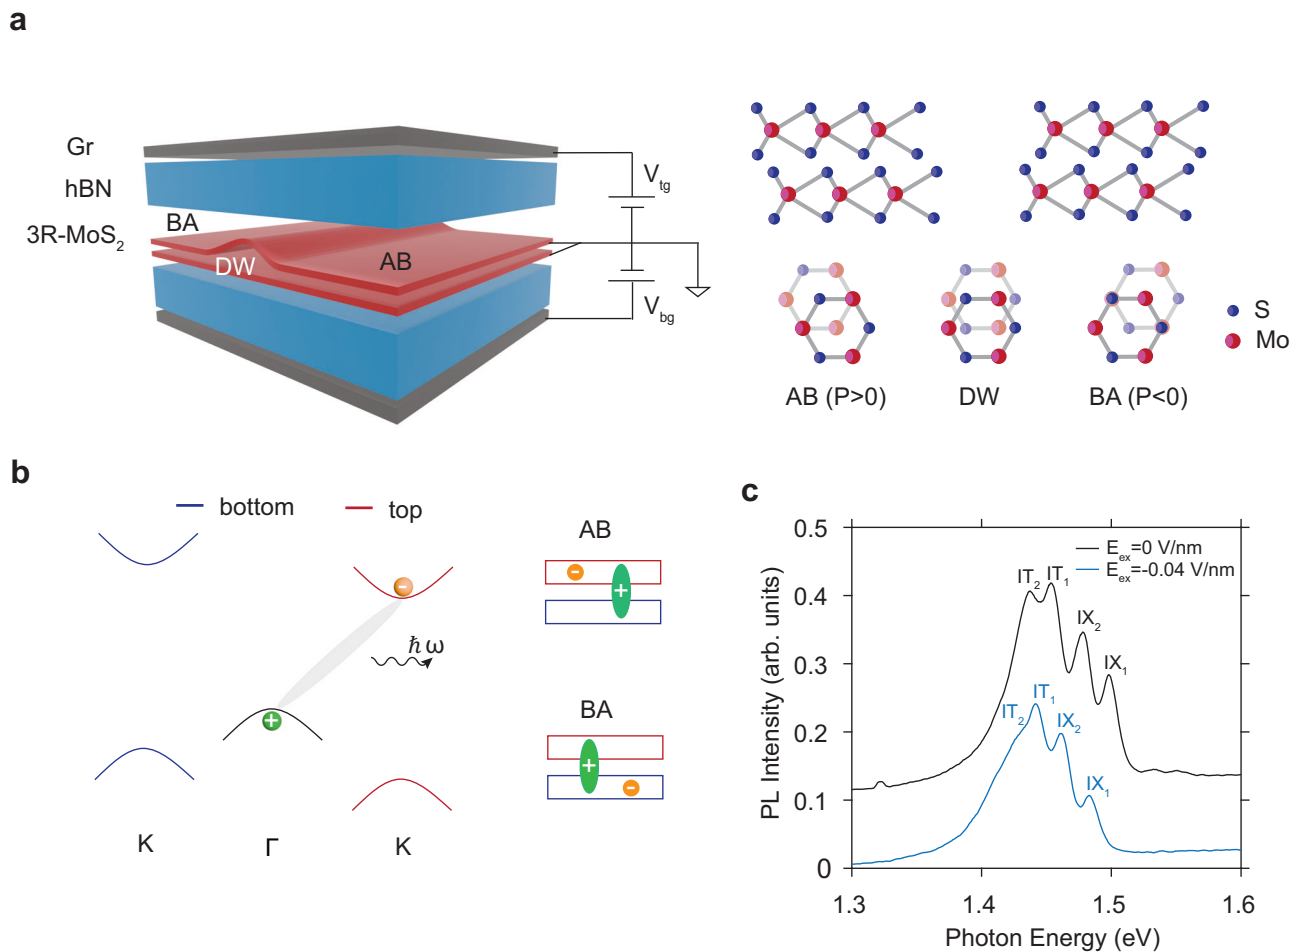 a
Gr
hBN
3R-MoS2
BA
DW
AB
Vtg
Vbg
S
Mo
AB (P>0)
DW
BA (P<0)
b
bottom
top
AB
BA
ℏω
K
Γ
K
c
PL Intensity (arb. units)
0.5
0.4
0.3
0.2
0.1
0
Eex=0 V/nm
Eex=-0.04 V/nm
IT2
IT1
IX2
IX1
IT2
IT1
IX2
IX1
1.3
1.4
1.5
1.6
Photon Energy (eV)